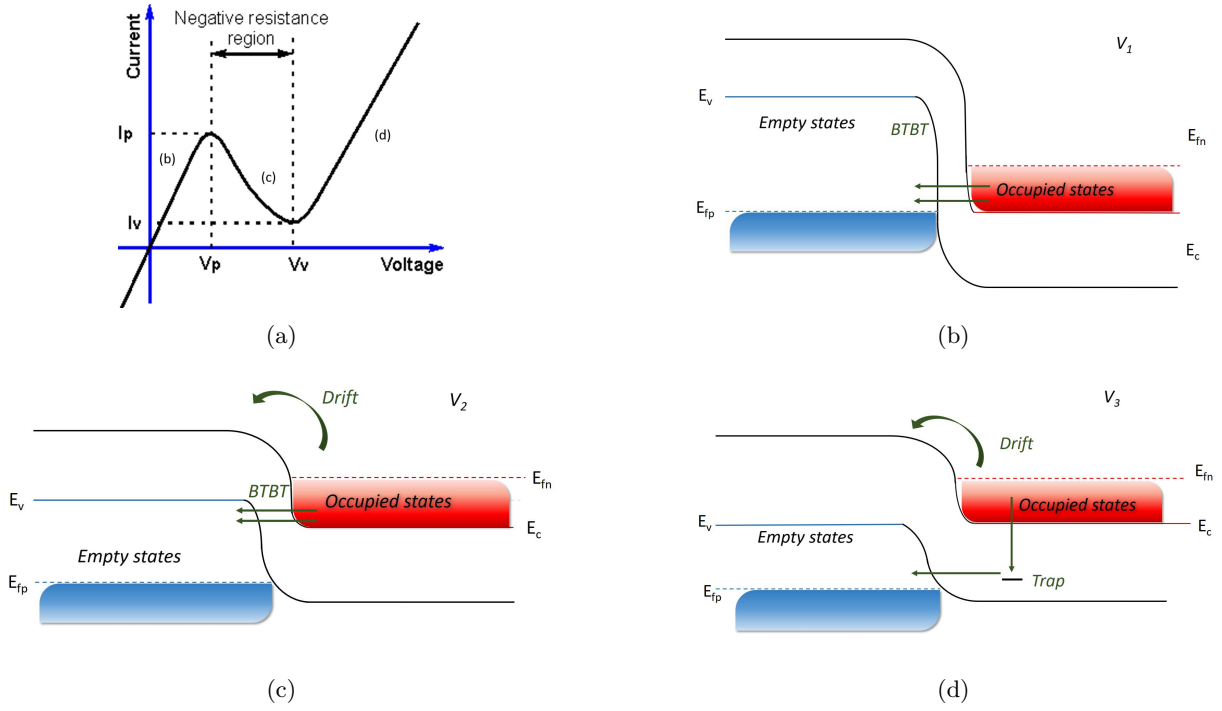 Negative resistance
region
Current
Ip
Iv
(b)
(c)
(d)
Vp
Vv
Voltage
(a)
V1
Ev
Empty states
BTBT
Efn
Occupied states
Efp
Ec
(b)
Drift
V2
Ev
BTBT
Efn
Occupied states
Ec
Empty states
Efp
(c)
V3
Drift
Efn
Occupied states
Ev
Ec
Empty states
Trap
Efp
(d)